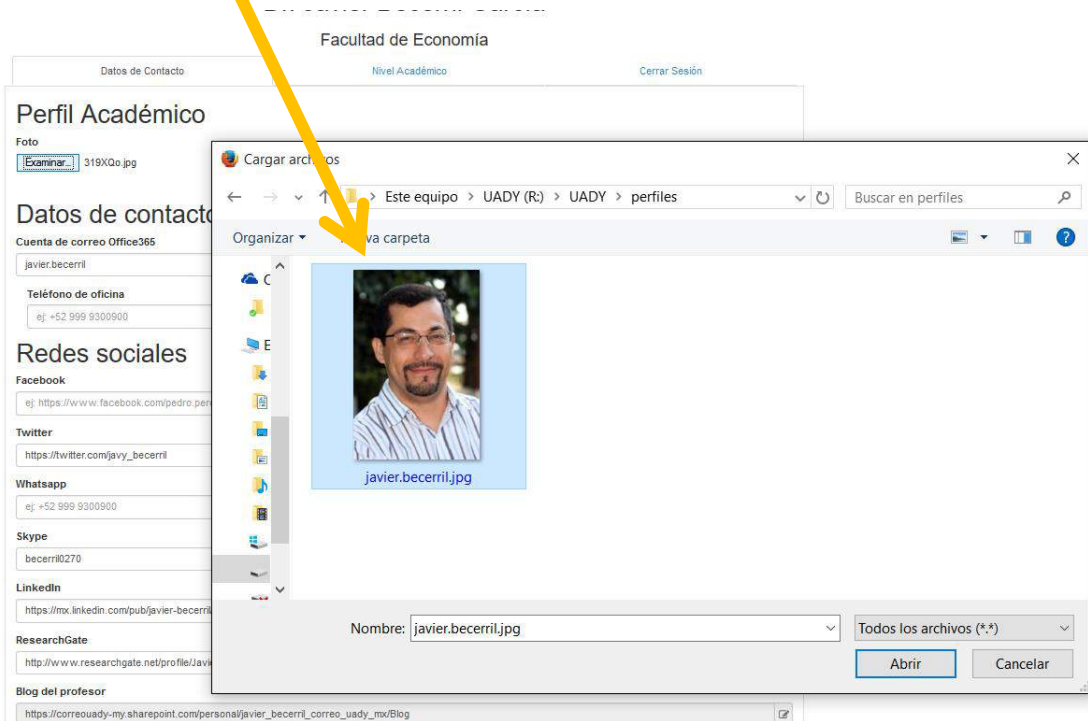 Facultad de Economía
Datos de Contacto
Nivel Académico
Cerrar Sesión
Perfil Académico
Foto
Examinar... 319XQo.jpg
Datos de contacto
Cuenta de correo Office365
javier.becerril
Teléfono de oficina
ej: +52 999 9300900
Redes sociales
Facebook
ej: https://www.facebook.com/pedro.per
Twitter
https://twitter.com/javy_becerril
Whatsapp
ej: +52 999 9300900
Skype
becerril0270
LinkedIn
https://mx.linkedin.com/pub/javier-becerril
ResearchGate
http://www.researchgate.net/profile/Javi
Blog del profesor
https://correouady-my.sharepoint.com/personal/javier_becerril_correo_uady_mx/Blog
Cargar archivos
Este equipo > UADY (R:) > UADY > perfiles
Buscar en perfiles
Organizar
carpeta
javier.becerril.jpg
Nombre: javier.becerril.jpg
Todos los archivos (*.*)
Abrir
Cancelar